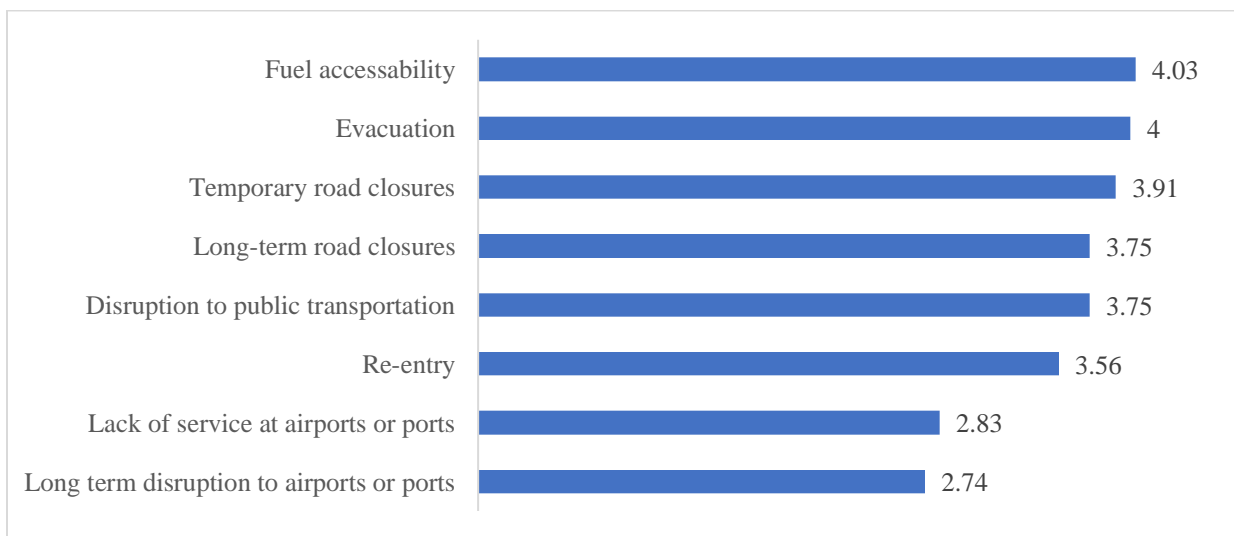 Fuel accessability 4.03
Evacuation 4
Temporary road closures 3.91
Long-term road closures 3.75
Disruption to public transportation 3.75
Re-entry 3.56
Lack of service at airports or ports 2.83
Long term disruption to airports or ports 2.74